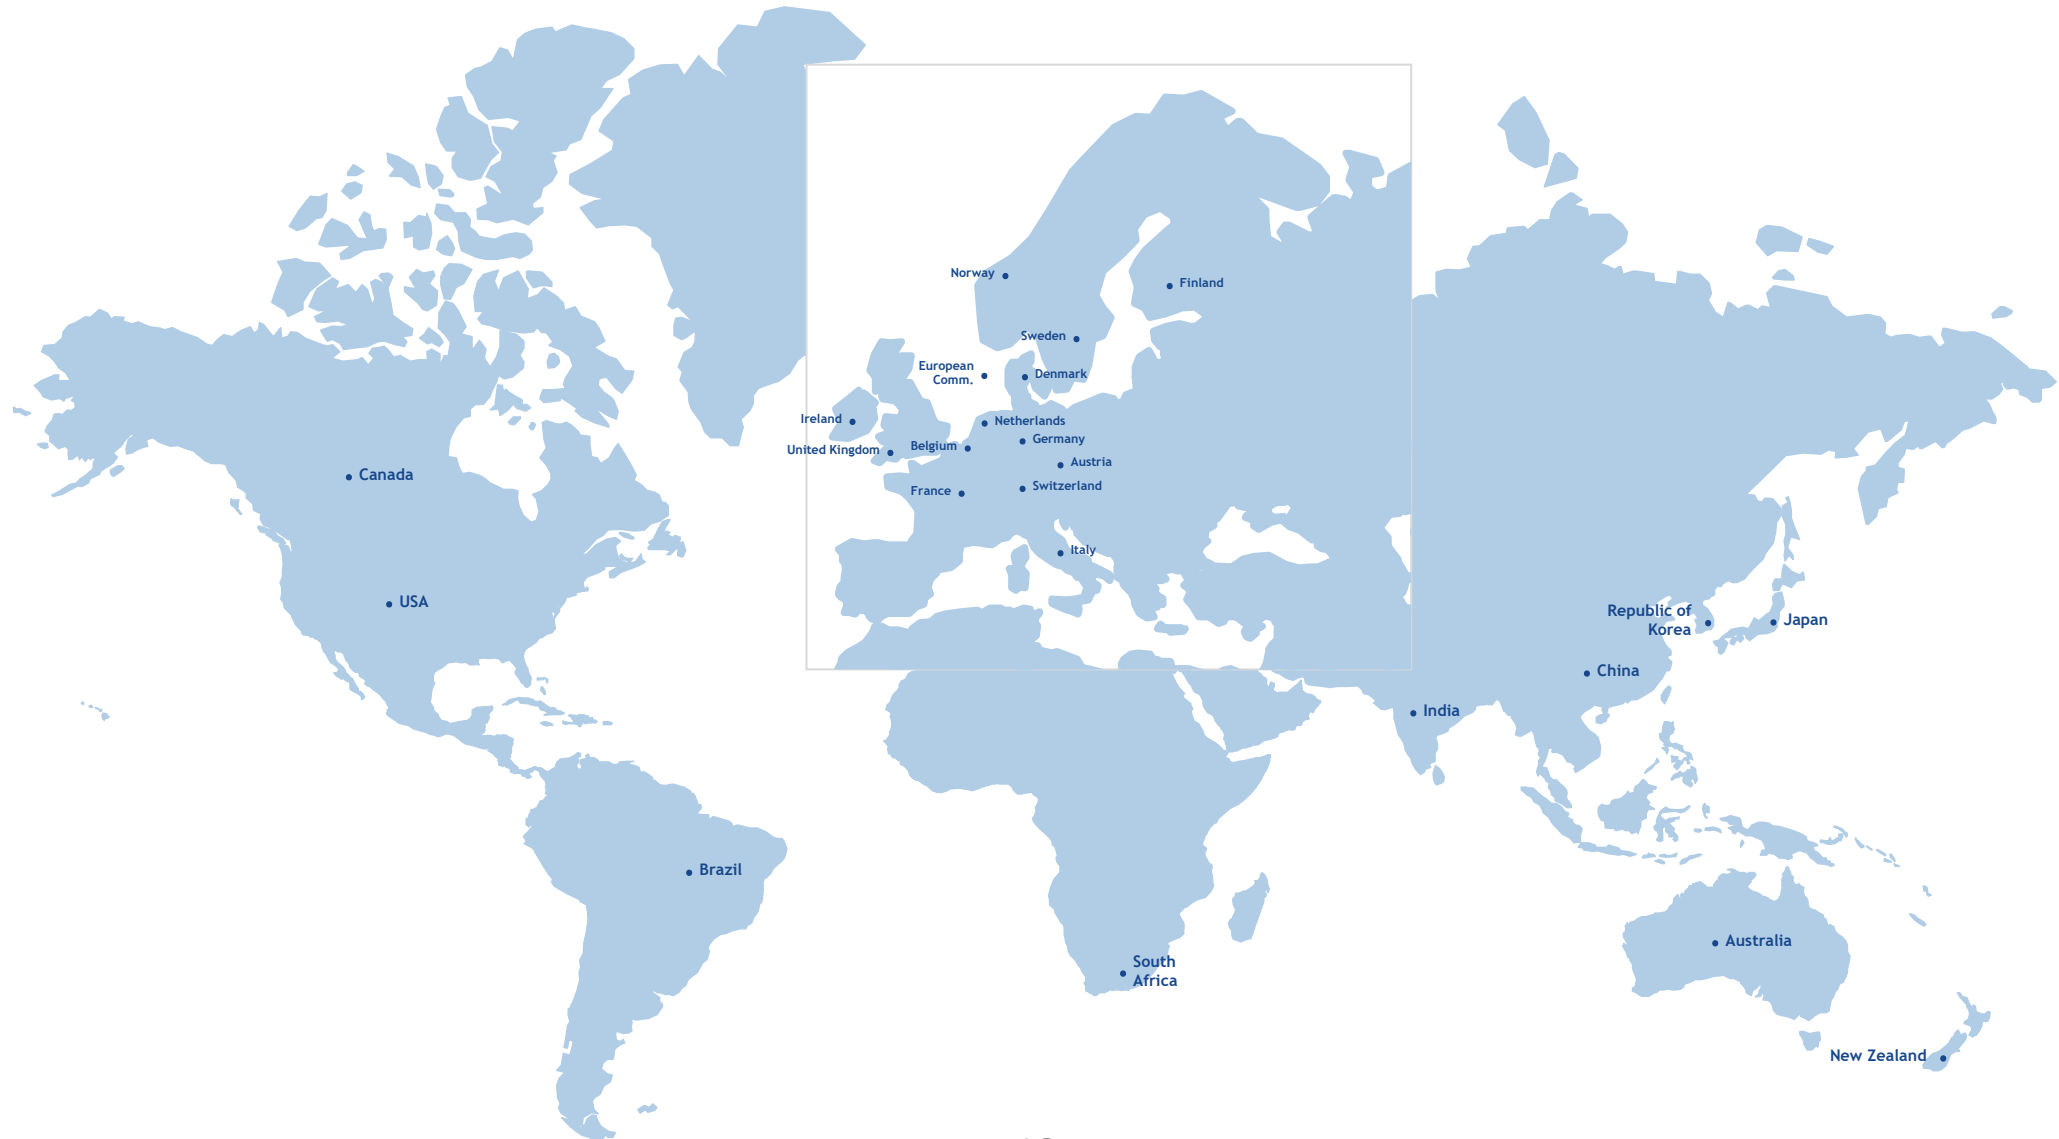 Norway
Finland
Sweden
European
Comm.
Denmark
Ireland
Netherlands
Germany
United Kingdom
Belgium
Austria
Canada
Switzerland
France
Italy
USA
Republic of
Korea
Japan
China
India
Brazil
Australia
South
Africa
New Zealand